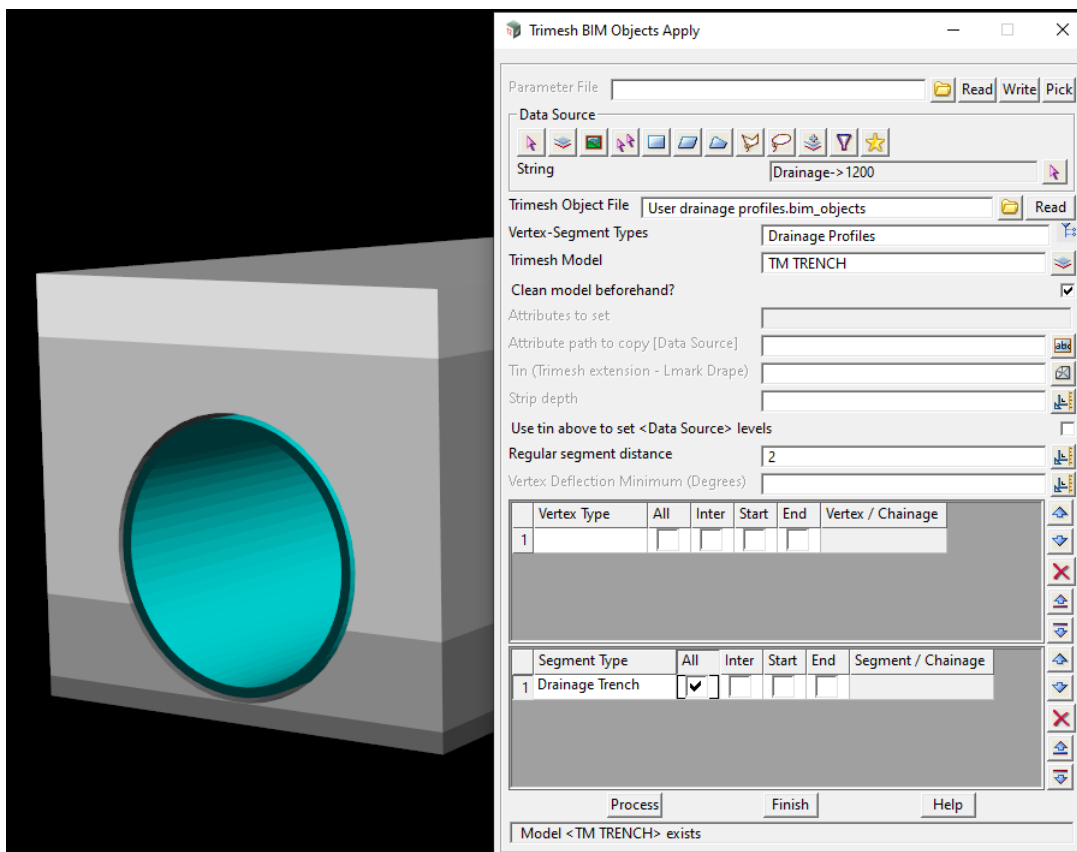 Trimesh BIM Objects Apply
Parameter File Read Write Pick
Data Source
String Drainage->1200
Trimesh Object File User drainage profiles.bim_objects Read
Vertex-Segment Types Drainage Profiles
Trimesh Model TM TRENCH
Clean model beforehand?
Attributes to set
Attribute path to copy [Data Source] abc
Tin (Trimesh extension - Lmark Drape)
Strip depth
Use tin above to set <Data Source> levels
Regular segment distance 2
Vertex Deflection Minimum (Degrees)
Vertex Type All Inter Start End Vertex / Chainage
1
Segment Type All Inter Start End Segment / Chainage
1 Drainage Trench
Process Finish Help
Model <TM TRENCH> exists